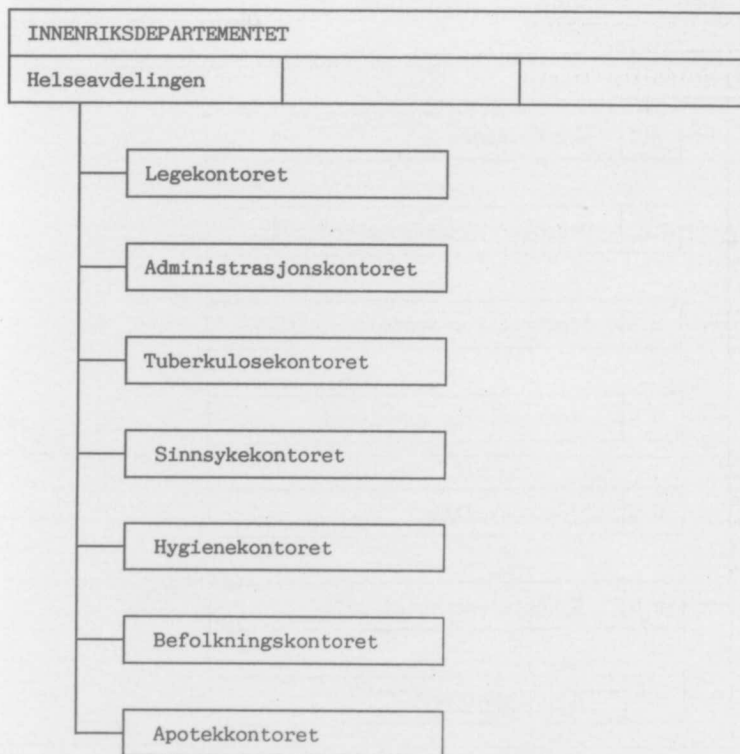 INNENRIKSDEPARTEMENTET
Helseavdelingen
Legekontoret
Administrasjonskontoret
Tuberkulosekontoret
Sinnsykekontoret
Hygienekontoret
Befolkningskontoret
Apotekkontoret